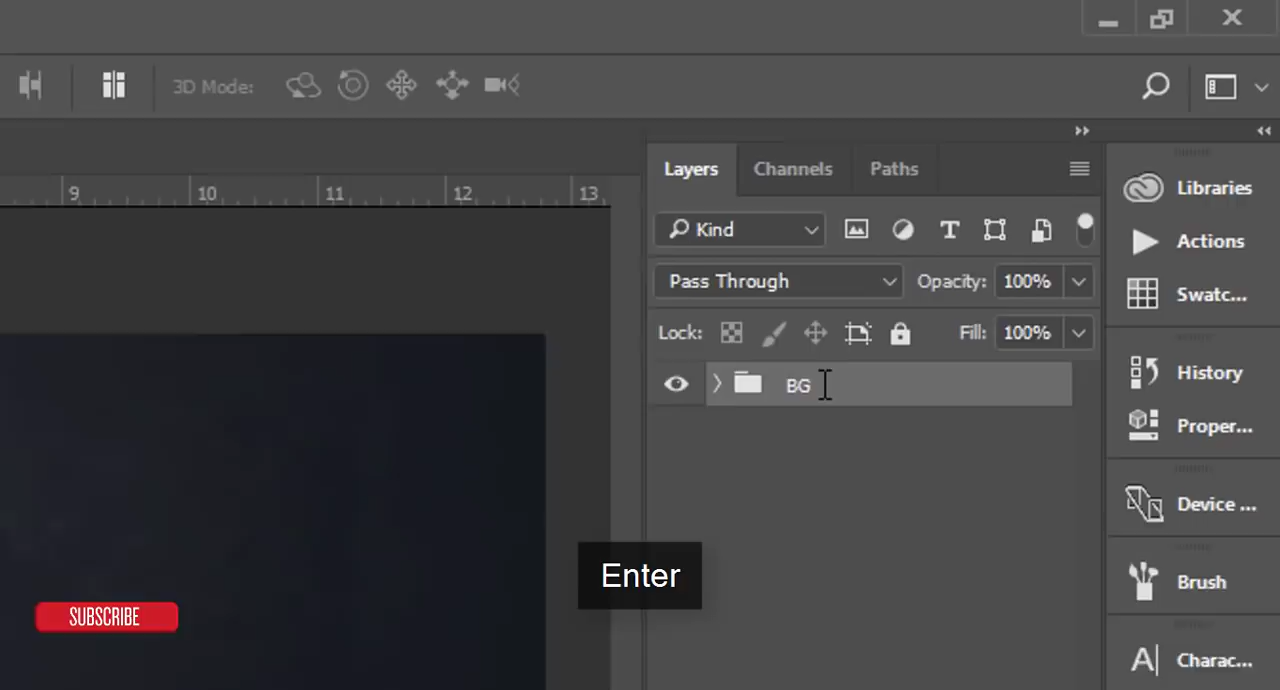 3D Mode:
9 10 11 12 13
Layers Channels Paths
Kind
Pass Through Opacity: 100%
Lock: Fill: 100%
BG
Libraries
Actions
Swatc...
History
Proper...
Device ...
Brush
Charac...
Enter
SUBSCRIBE